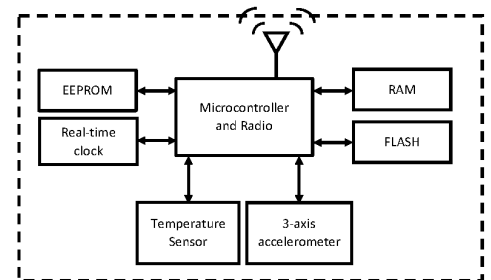 EEPROM
Microcontroller
and Radio
RAM
Real-time
clock
FLASH
Temperature
Sensor
3-axis
accelerometer